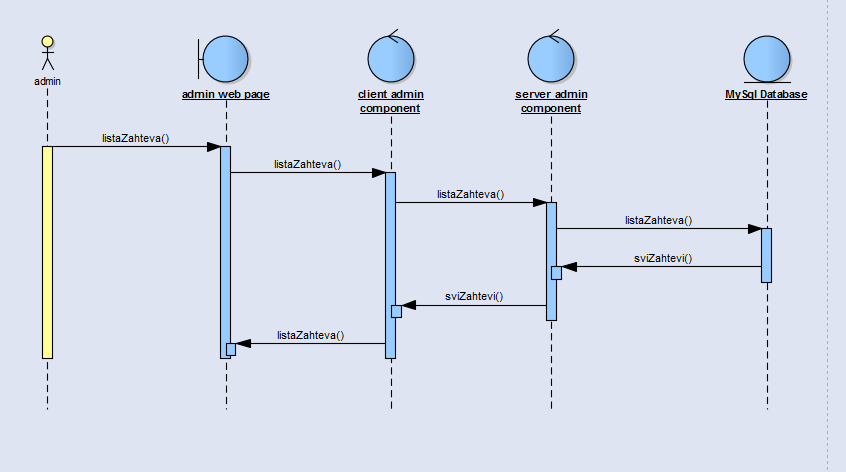 admin
admin web page
client admin
component
server admin
component
MySql Database
listaZahteva()
listaZahteva()
listaZahteva()
listaZahteva()
sviZahtevi()
sviZahtevi()
listaZahteva()